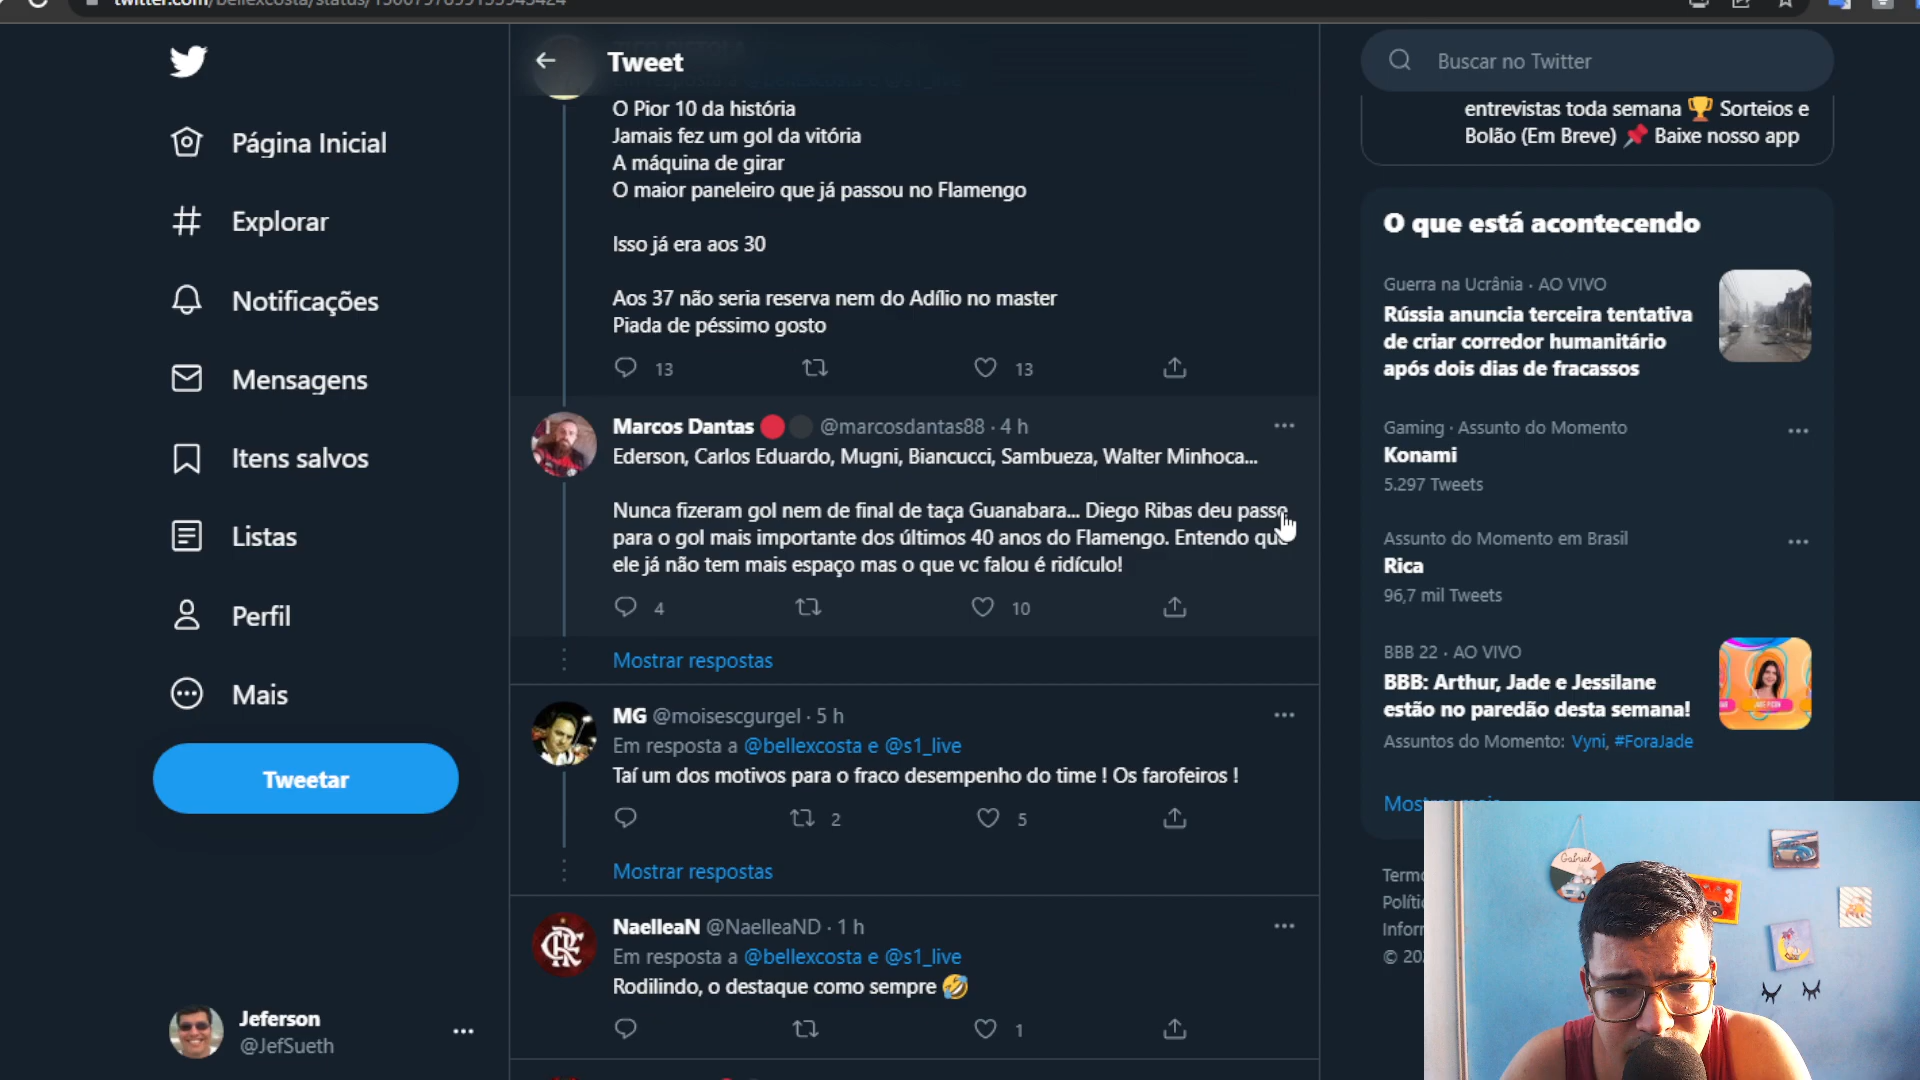 twitter.com/bellexcosta/status/
Tweet
O Pior 10 da história
Jamais fez um gol da vitória
A máquina de girar
O maior paneleiro que já passou no Flamengo
Isso já era aos 30
Aos 37 não seria reserva nem do Adílio no master
Piada de péssimo gosto
13 13
Marcos Dantas @marcosdantas88 · 4 h
Ederson, Carlos Eduardo, Mugni, Biancucci, Sambueza, Walter Minhoca...
Nunca fizeram gol nem de final de taça Guanabara... Diego Ribas deu passe
para o gol mais importante dos últimos 40 anos do Flamengo. Entendo que
ele já não tem mais espaço mas o que vc falou é ridículo!
4 10
Mostrar respostas
MG @moisescgurgel · 5 h
Em resposta a @bellexcosta e @s1_live
Taí um dos motivos para o fraco desempenho do time ! Os farofeiros !
2 5
Mostrar respostas
NaelleaN @NaelleaND · 1 h
Em resposta a @bellexcosta e @s1_live
Rodilindo, o destaque como sempre 🤣
1
Página Inicial
Explorar
Notificações
Mensagens
Itens salvos
Listas
Perfil
Mais
Tweetar
Jeferson
@JefSueth
Buscar no Twitter
entrevistas toda semana 🏆 Sorteios e
Bolão (Em Breve) 📌 Baixe nosso app
O que está acontecendo
Guerra na Ucrânia · AO VIVO
Rússia anuncia terceira tentativa
de criar corredor humanitário
após dois dias de fracassos
Gaming · Assunto do Momento
Konami
5.297 Tweets
Assunto do Momento em Brasil
Rica
96,7 mil Tweets
BBB 22 · AO VIVO
BBB: Arthur, Jade e Jessilane
estão no paredão desta semana!
Assuntos do Momento: Vyni, #ForaJade
Mos
Termo
Polític
Inform
© 202
Gabriel
3